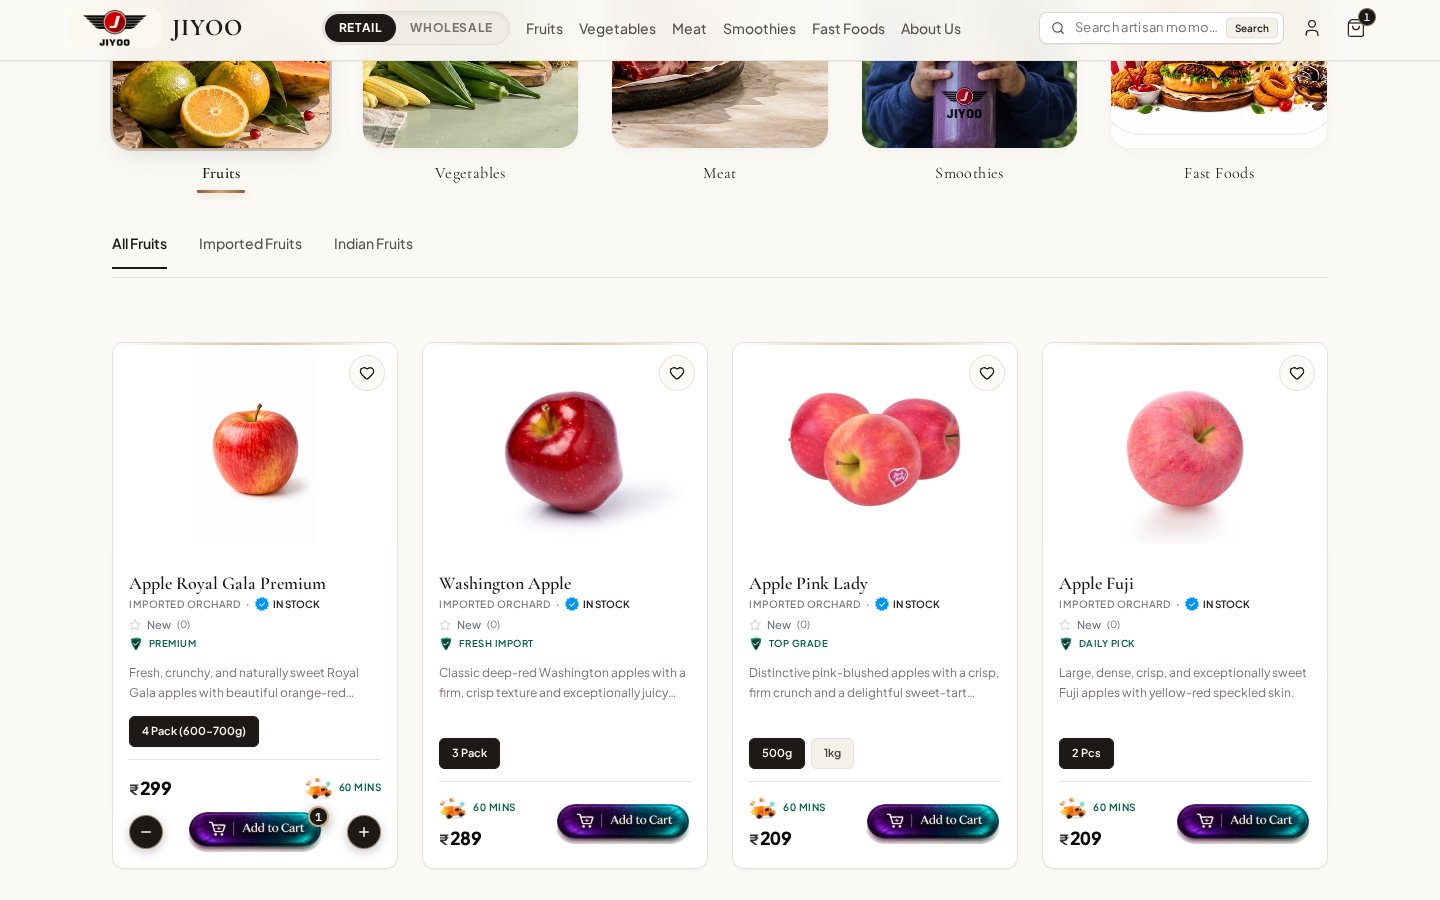 JIYOO
JIYOO
RETAIL
WHOLESALE
Fruits
Vegetables
Meat
Smoothies
Fast Foods
About Us
Search artisan momo...
Search
1
JIYOO
Fruits
Vegetables
Meat
Smoothies
Fast Foods
All Fruits
Imported Fruits
Indian Fruits
Apple Royal Gala Premium
IMPORTED ORCHARD · IN STOCK
New (0)
PREMIUM
Fresh, crunchy, and naturally sweet Royal
Gala apples with beautiful orange-red...
4 Pack (600-700g)
₹299
60 MINS
−
Add to Cart
1
+
Washington Apple
IMPORTED ORCHARD · IN STOCK
New (0)
FRESH IMPORT
Classic deep-red Washington apples with a
firm, crisp texture and exceptionally juicy...
3 Pack
60 MINS
₹289
Add to Cart
Pink Lady
Apple Pink Lady
IMPORTED ORCHARD · IN STOCK
New (0)
TOP GRADE
Distinctive pink-blushed apples with a crisp,
firm crunch and a delightful sweet-tart...
500g
1kg
60 MINS
₹209
Add to Cart
Apple Fuji
IMPORTED ORCHARD · IN STOCK
New (0)
DAILY PICK
Large, dense, crisp, and exceptionally sweet
Fuji apples with yellow-red speckled skin.
2 Pcs
60 MINS
₹209
Add to Cart